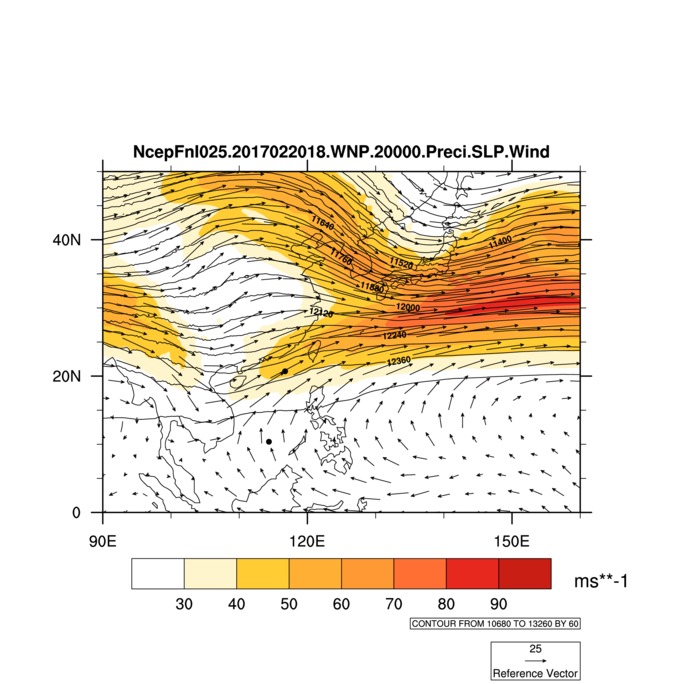 NcepFnl025.2017022018.WNP.20000.Preci.SLP.Wind
11640
11760
11520
11400
11880
12000
12120
12240
12360
40N
20N
0
90E 120E 150E
30 40 50 60 70 80 90
ms**-1
CONTOUR FROM 10680 TO 13260 BY 60
25
Reference Vector